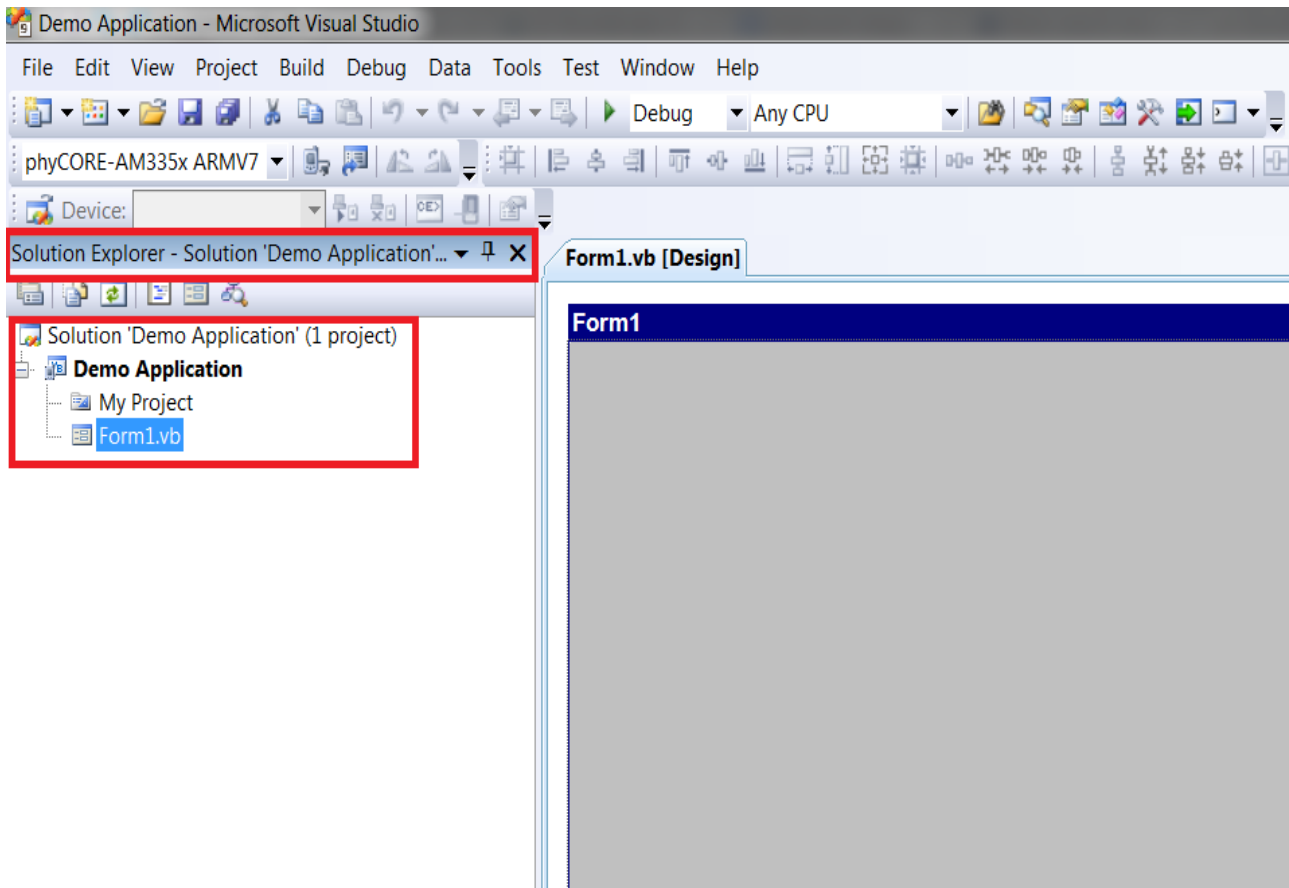 Demo Application - Microsoft Visual Studio
File Edit View Project Build Debug Data Tools Test Window Help
Debug Any CPU
phyCORE-AM335x ARMV7
Device:
Solution Explorer - Solution 'Demo Application'...
Form1.vb [Design]
Solution 'Demo Application' (1 project)
Form1
Demo Application
My Project
Form1.vb